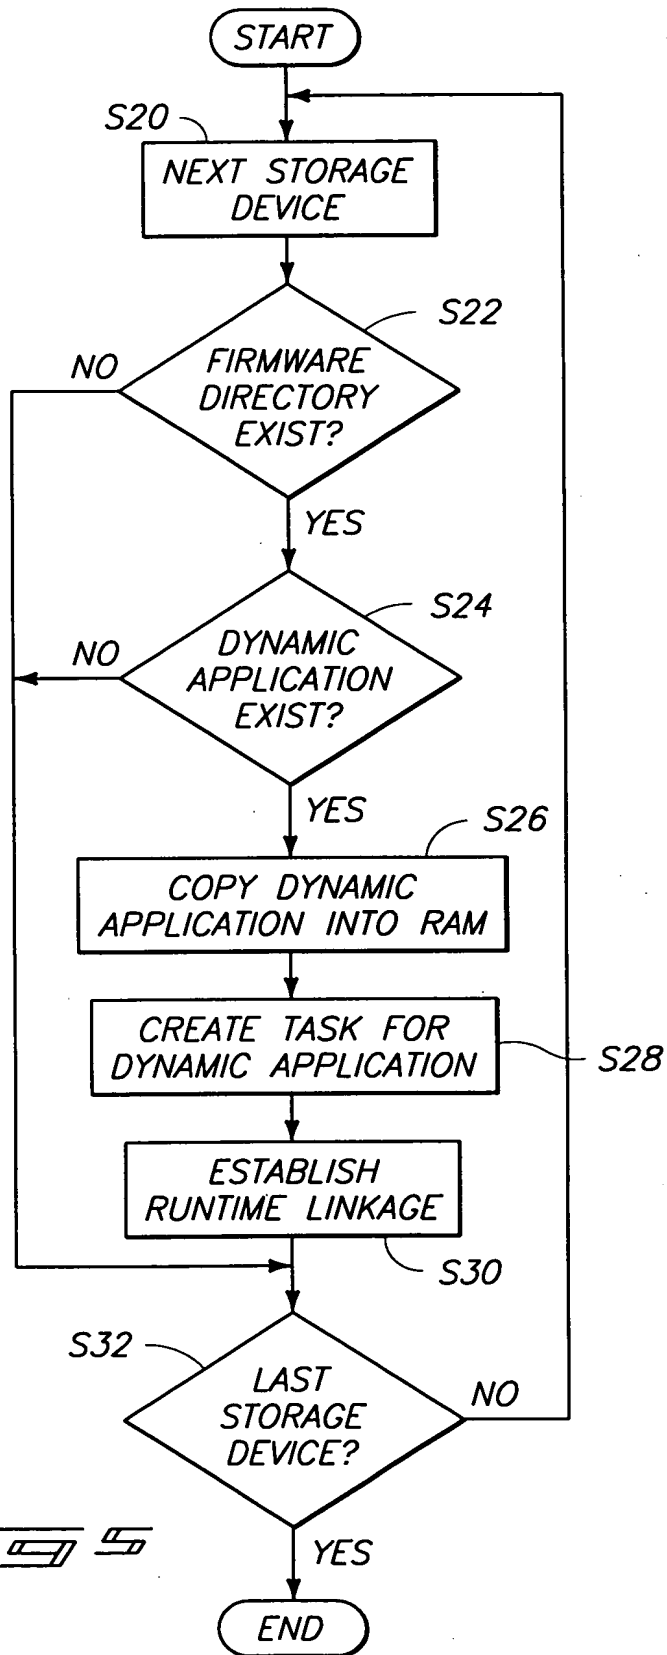 START
S20
NEXT STORAGE
DEVICE
S22
FIRMWARE
DIRECTORY
EXIST?
NO
YES
S24
DYNAMIC
APPLICATION
EXIST?
NO
YES
S26
COPY DYNAMIC
APPLICATION INTO RAM
CREATE TASK FOR
DYNAMIC APPLICATION
S28
ESTABLISH
RUNTIME LINKAGE
S30
S32
LAST
STORAGE
DEVICE?
NO
YES
END